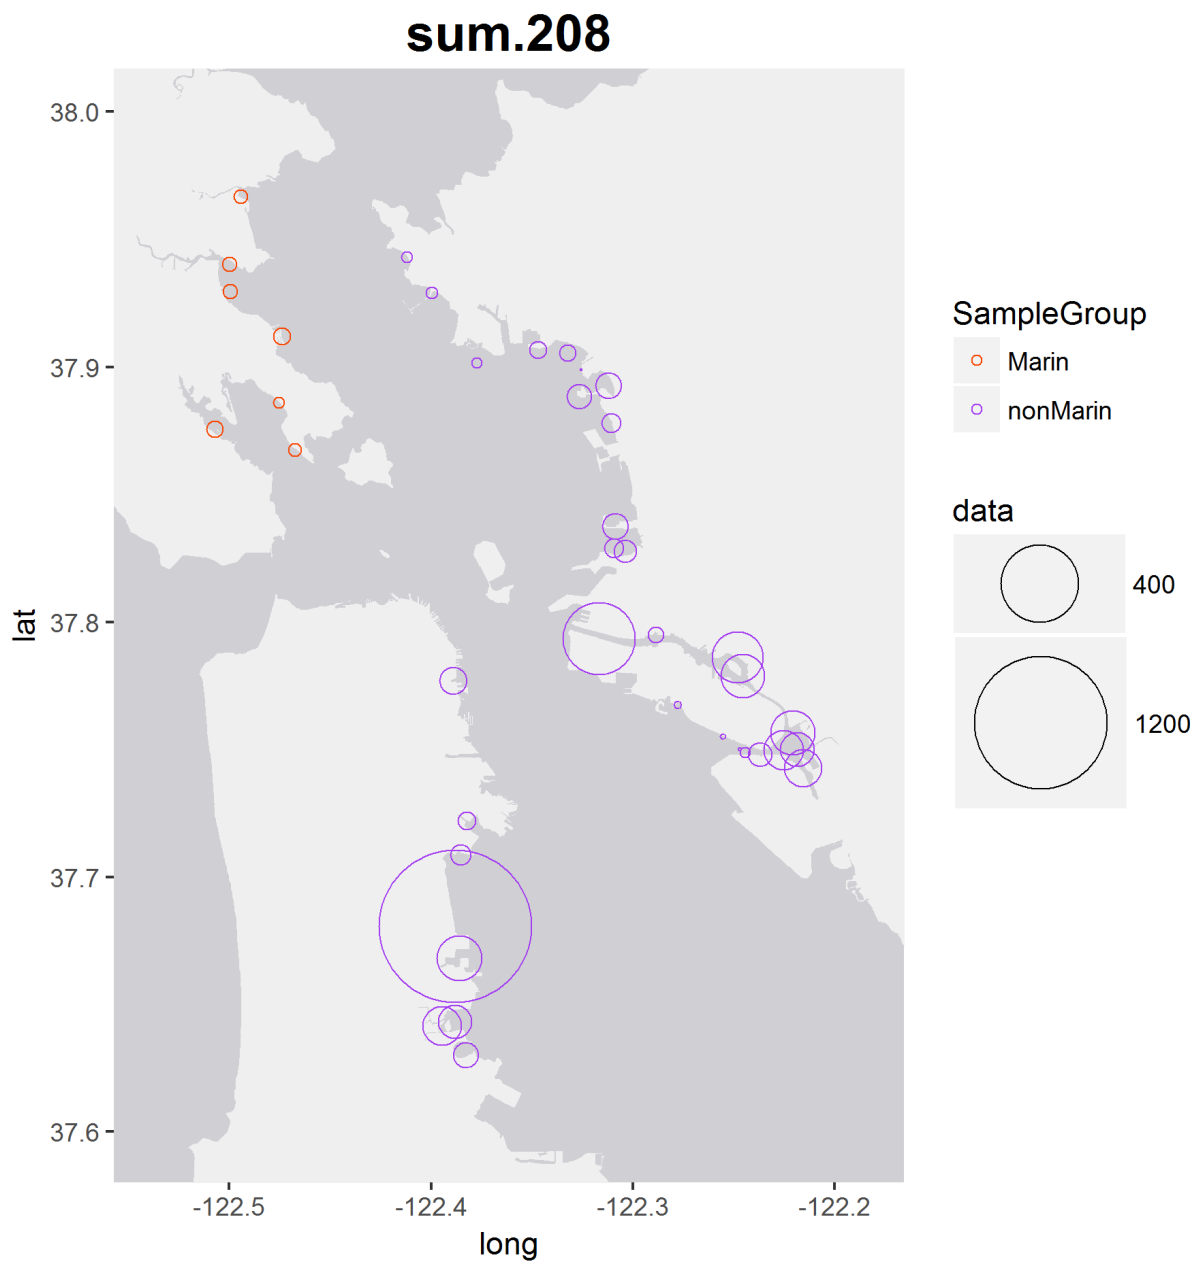 sum.208
38.0
37.9
37.8
37.7
37.6
lat
-122.5
-122.4
-122.3
-122.2
long
SampleGroup
Marin
nonMarin
data
400
1200